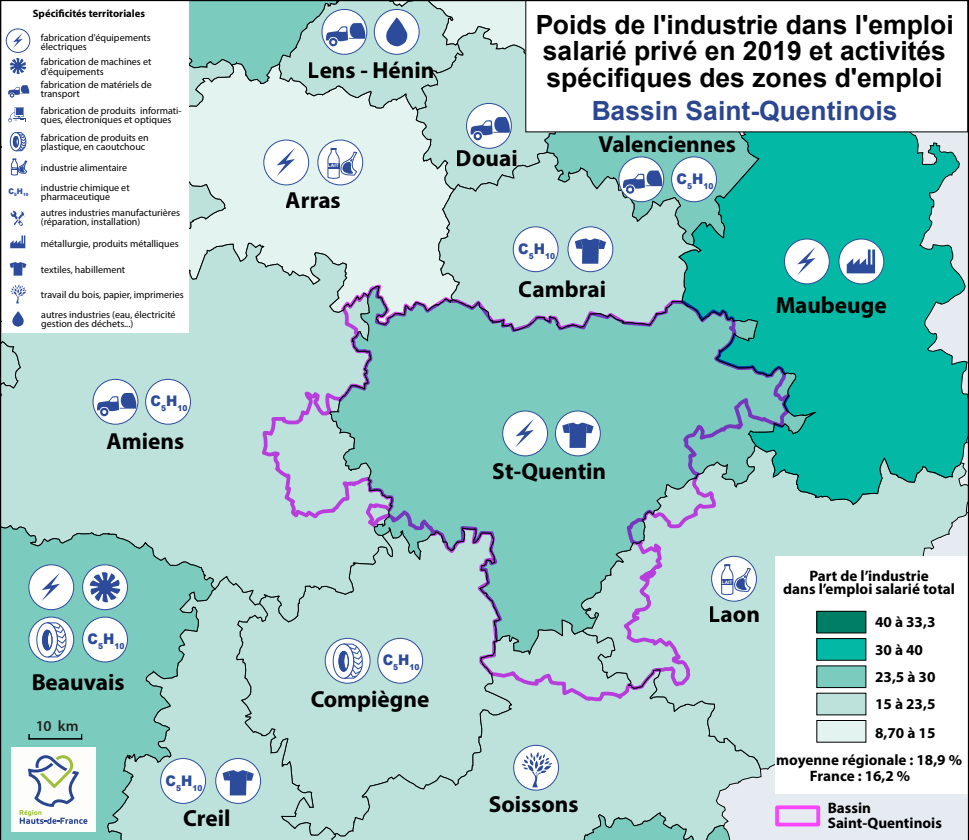 Spécificités territoriales
fabrication d'équipements
électriques
fabrication de machines et
d'équipements
fabrication de matériels de
transport
fabrication de produits informati-
ques, électroniques et optiques
fabrication de produits en
plastique, en caoutchouc
industrie alimentaire
C5H10
industrie chimique et
pharmaceutique
autres industries manufacturières
(réparation, installation)
métallurgie, produits métalliques
textiles, habillement
travail du bois, papier, imprimeries
autres industries (eau, électricité
gestion des déchets...)
Poids de l'industrie dans l'emploi
salarié privé en 2019 et activités
spécifiques des zones d'emploi
Bassin Saint-Quentinois
Lens - Hénin
Douai
Valenciennes
C5H10
Arras
C5H10
Cambrai
Maubeuge
C5H10
Amiens
St-Quentin
Laon
C5H10
Beauvais
C5H10
Compiègne
C5H10
Creil
Soissons
10 km
Région
Hauts-de-France
Part de l'industrie
dans l'emploi salarié total
40 à 33,3
30 à 40
23,5 à 30
15 à 23,5
8,70 à 15
moyenne régionale : 18,9 %
France : 16,2 %
Bassin
Saint-Quentinois